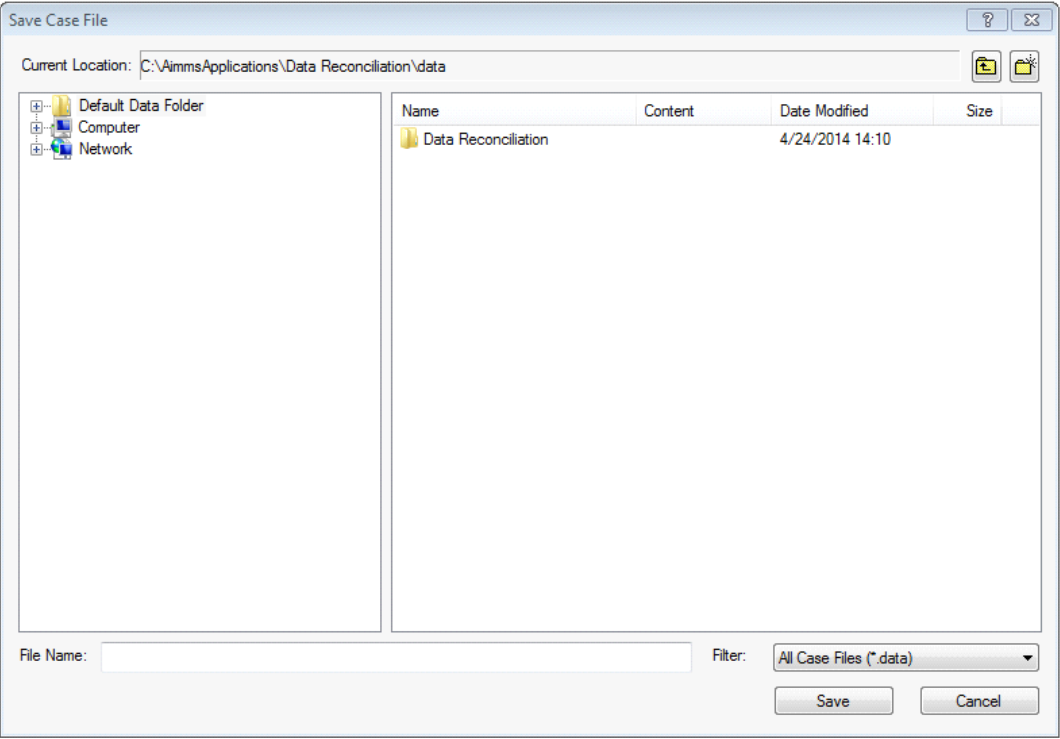 Save Case File
Current Location: C:\AimmsApplications\Data Reconciliation\data
Default Data Folder
Computer
Network
Name Content Date Modified Size
Data Reconciliation 4/24/2014 14:10
File Name: Filter: All Case Files (*.data)
Save Cancel